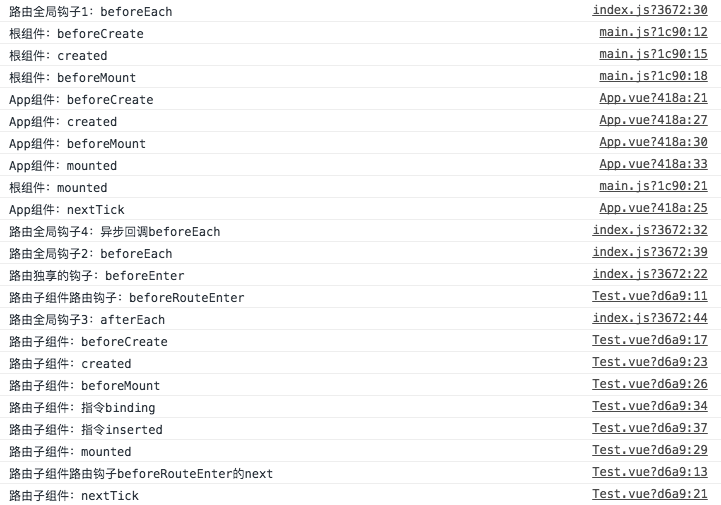 路由全局钩子1：beforeEach index.js?3672:30
根组件：beforeCreate main.js?1c90:12
根组件：created main.js?1c90:15
根组件：beforeMount main.js?1c90:18
App组件：beforeCreate App.vue?418a:21
App组件：created App.vue?418a:27
App组件：beforeMount App.vue?418a:30
App组件：mounted App.vue?418a:33
根组件：mounted main.js?1c90:21
App组件：nextTick App.vue?418a:25
路由全局钩子4：异步回调beforeEach index.js?3672:32
路由全局钩子2：beforeEach index.js?3672:39
路由独享的钩子：beforeEnter index.js?3672:22
路由子组件路由钩子：beforeRouteEnter Test.vue?d6a9:11
路由全局钩子3：afterEach index.js?3672:44
路由子组件：beforeCreate Test.vue?d6a9:17
路由子组件：created Test.vue?d6a9:23
路由子组件：beforeMount Test.vue?d6a9:26
路由子组件：指令binding Test.vue?d6a9:34
路由子组件：指令inserted Test.vue?d6a9:37
路由子组件：mounted Test.vue?d6a9:29
路由子组件路由钩子beforeRouteEnter的next Test.vue?d6a9:13
路由子组件：nextTick Test.vue?d6a9:21